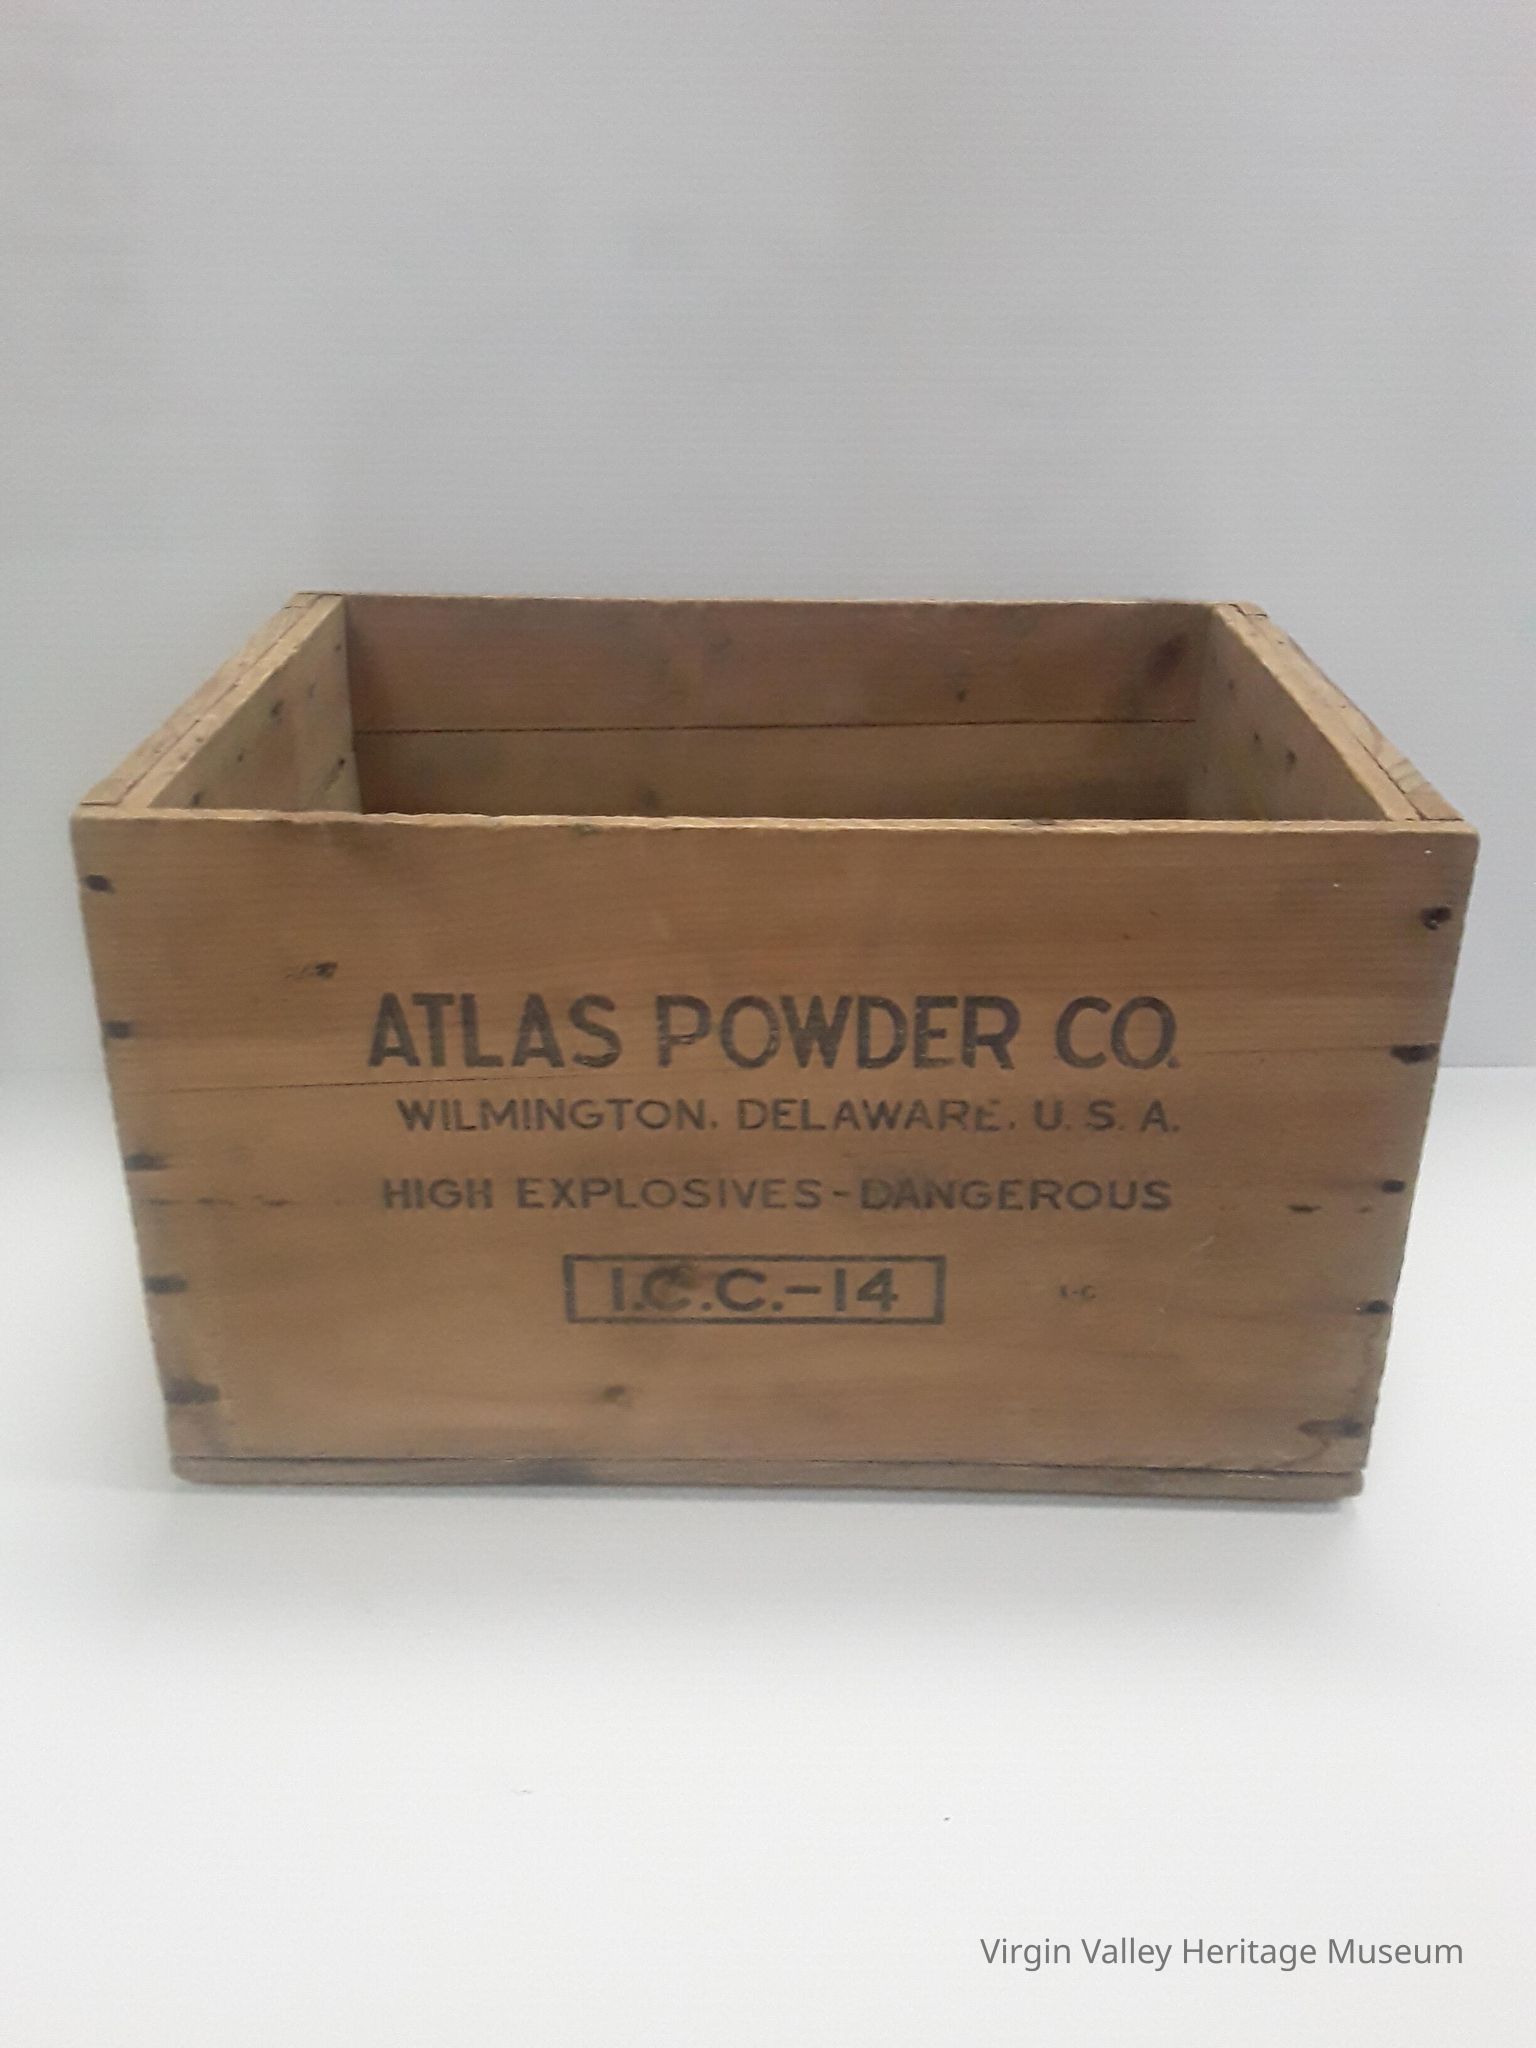 ATLAS POWDER CO.
WILMINGTON, DELAWARE, U.S.A.
HIGH EXPLOSIVES-DANGEROUS
I.C.C.-14
Virgin Valley Heritage Museum